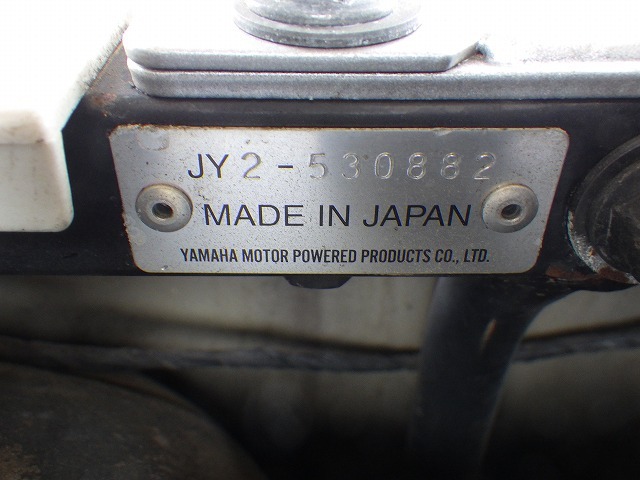 JY2-530882
MADE IN JAPAN
YAMAHA MOTOR POWERED PRODUCTS CO., LTD.